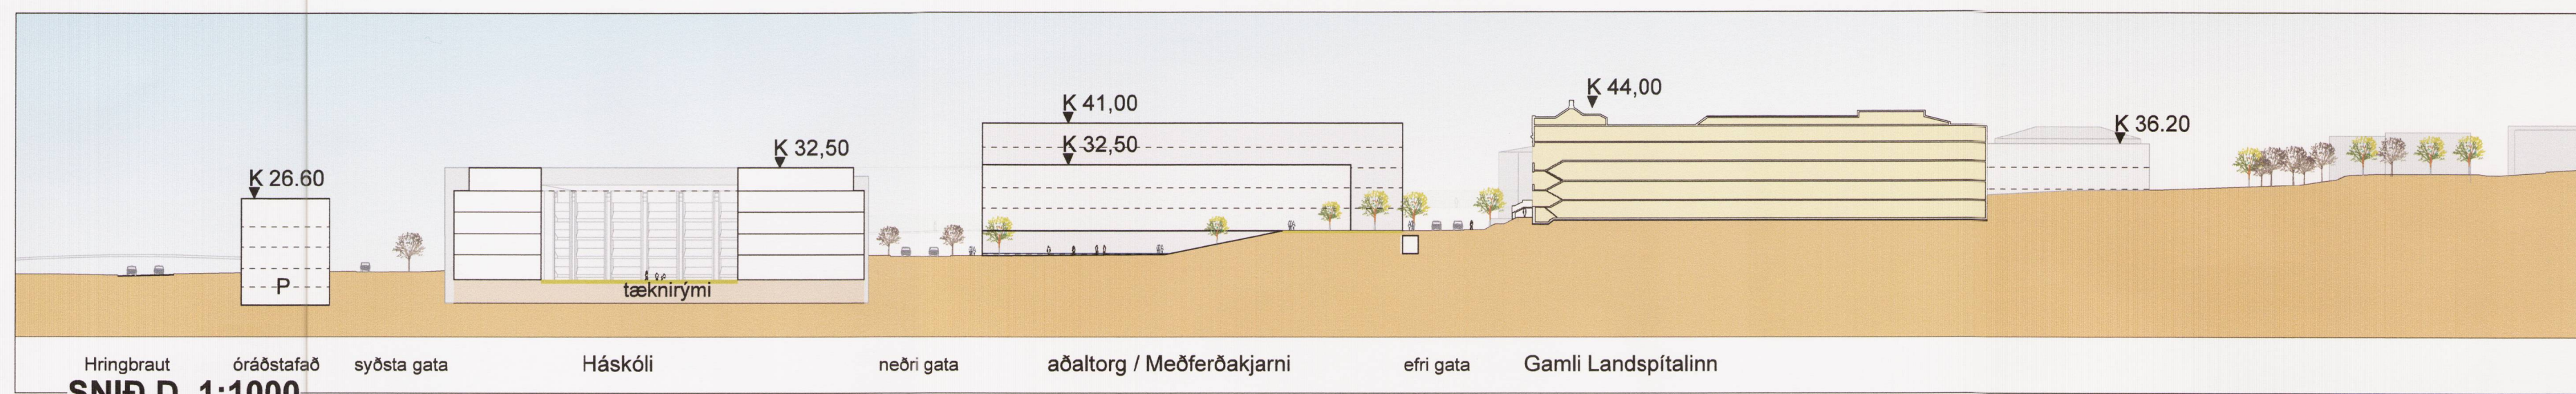 K 26.60
K 32,50
K 41,00
K 32,50
K 44,00
K 36.20
P
tæknirými
Hringbraut
óráðstafað
syðsta gata
Háskóli
neðri gata
aðaltorg / Meðferðakjarni
efri gata
Gamli Landspítalinn
SNIÐ D 1:1000